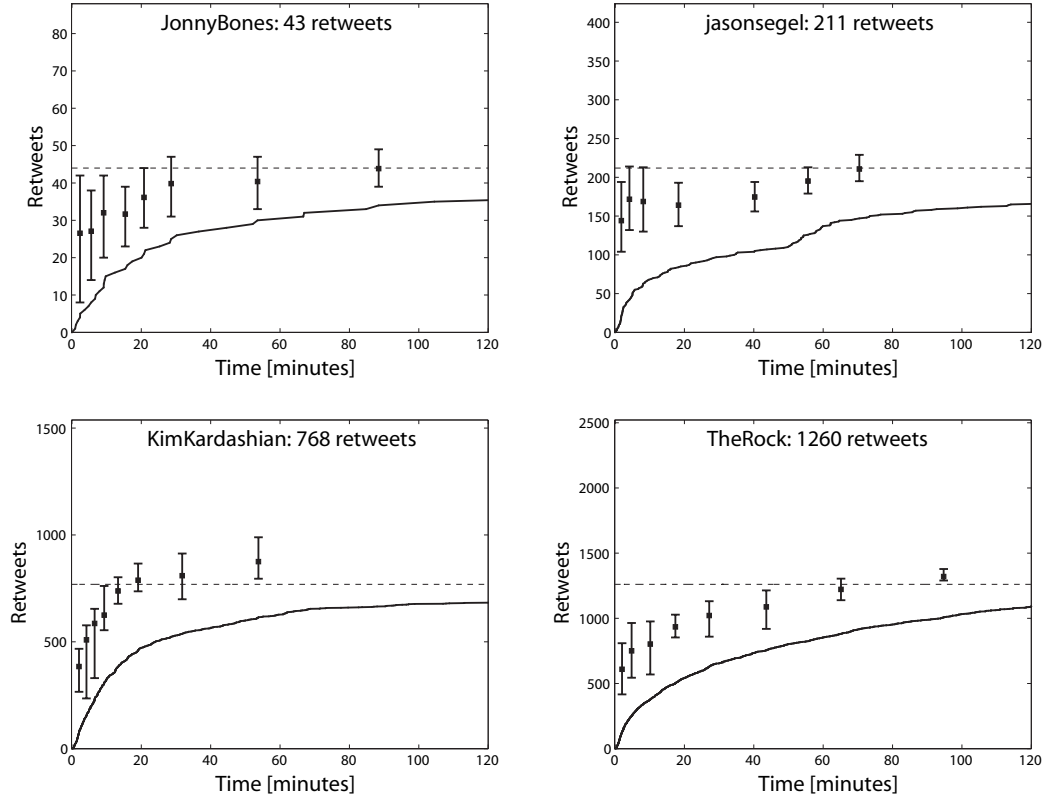 JonnyBones: 43 retweets
80
70
60
50
40
30
20
10
0
Retweets
0 20 40 60 80 100 120
Time [minutes]
jasonsegel: 211 retweets
400
350
300
250
200
150
100
50
0
Retweets
0 20 40 60 80 100 120
Time [minutes]
KimKardashian: 768 retweets
1500
1000
500
0
Retweets
0 20 40 60 80 100 120
Time [minutes]
TheRock: 1260 retweets
2500
2000
1500
1000
500
0
Retweets
0 20 40 60 80 100 120
Time [minutes]